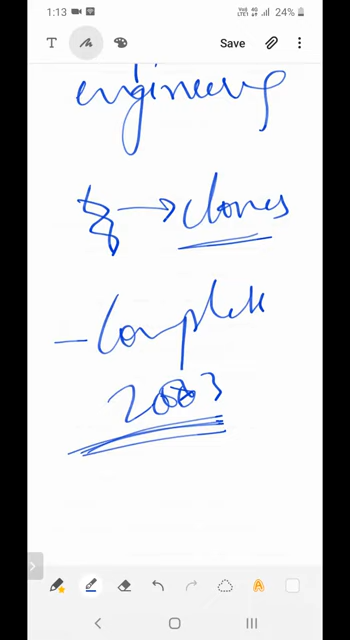 1:13 24%
T Save
engineering
→ clones
- Complete
2003